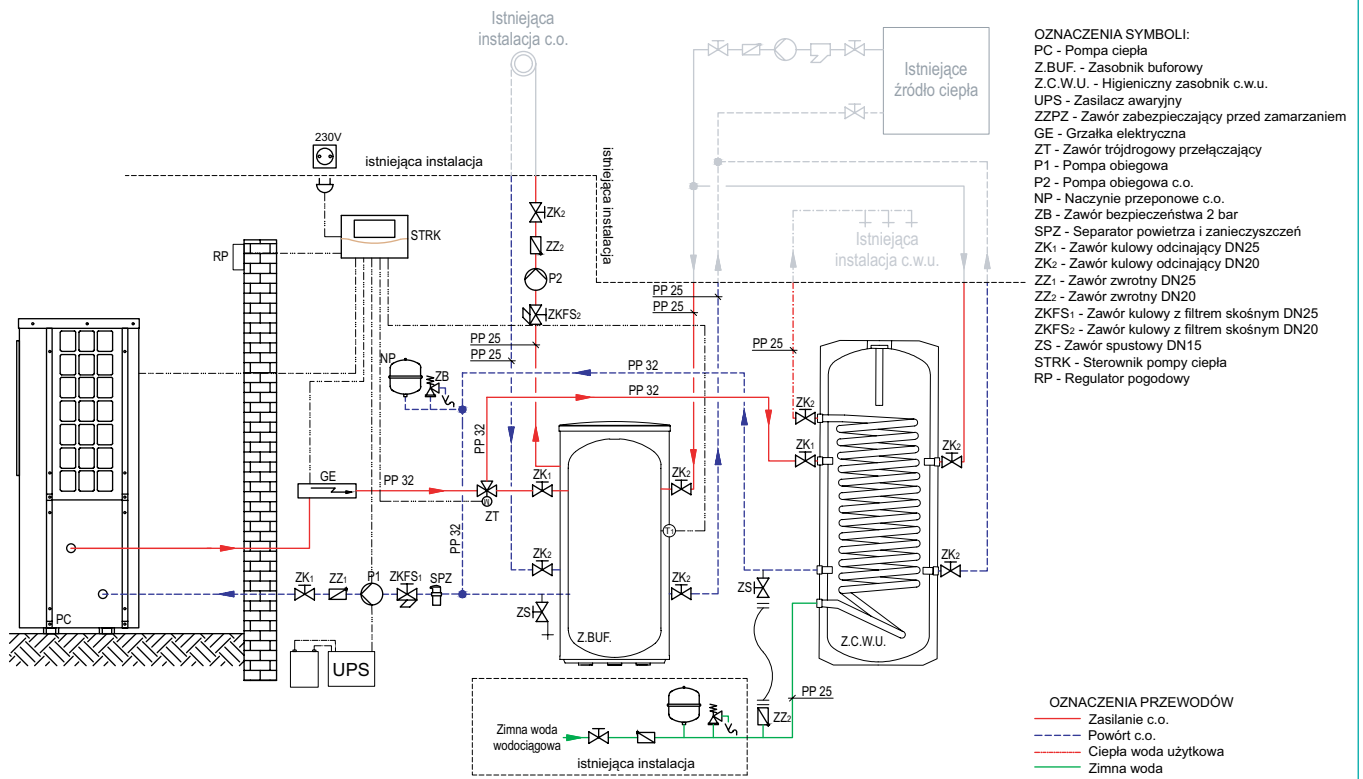 Istniejąca
instalacja c.o.
Istniejące
źródło ciepła
230V
istniejąca instalacja
istniejąca instalacja
Istniejąca
instalacja c.w.u.
STRK
RP
ZK2
ZZ2
P2
ZKFS2
PP 25
PP 25
PP 25
PP 25
PP 25
NP
ZB
PP 32
PP 32
PP 32
PP 32
PP 32
GE
ZT
M
ZK1
ZK2
T1
ZK2
ZK2
ZK2
ZK1
ZK2
ZK2
ZK1
ZZ1
P1
ZKFS1
SPZ
ZS
ZS
PC
UPS
Z.BUF.
Z.C.W.U.
PP 25
ZZ2
Zimna woda
wodociągowa
istniejąca instalacja
OZNACZENIA SYMBOLI:
PC - Pompa ciepła
Z.BUF. - Zasobnik buforowy
Z.C.W.U. - Higieniczny zasobnik c.w.u.
UPS - Zasilacz awaryjny
ZZPZ - Zawór zabezpieczający przed zamarzaniem
GE - Grzałka elektryczna
ZT - Zawór trójdrogowy przełączający
P1 - Pompa obiegowa
P2 - Pompa obiegowa c.o.
NP - Naczynie przeponowe c.o.
ZB - Zawór bezpieczeństwa 2 bar
SPZ - Separator powietrza i zanieczyszczeń
ZK1 - Zawór kulowy odcinający DN25
ZK2 - Zawór kulowy odcinający DN20
ZZ1 - Zawór zwrotny DN25
ZZ2 - Zawór zwrotny DN20
ZKFS1 - Zawór kulowy z filtrem skośnym DN25
ZKFS2 - Zawór kulowy z filtrem skośnym DN20
ZS - Zawór spustowy DN15
STRK - Sterownik pompy ciepła
RP - Regulator pogodowy
OZNACZENIA PRZEWODÓW
Zasilanie c.o.
Powórt c.o.
Ciepła woda użytkowa
Zimna woda